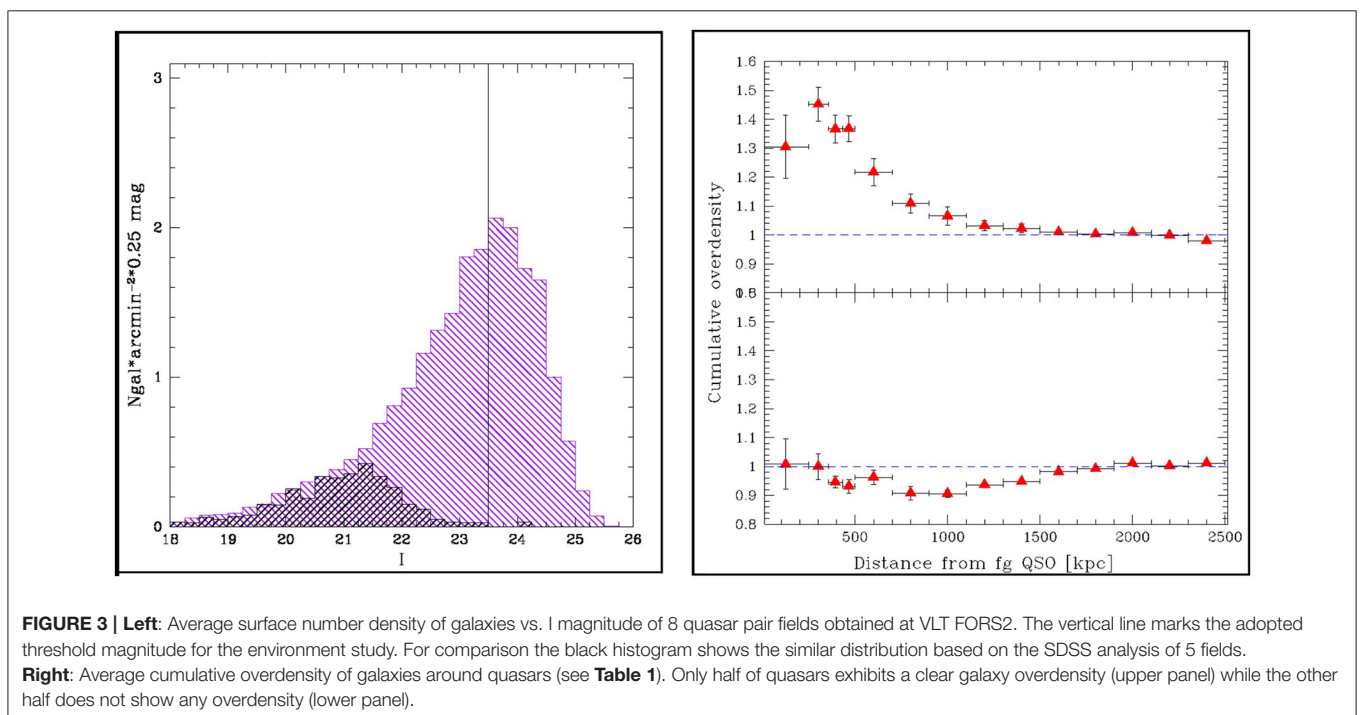 3
2
1
0
Ngal*arcmin⁻²*0.25 mag
18 19 20 21 22 23 24 25 26
I
1.6
1.5
1.4
1.3
1.2
1.1
1
0.9
Cumulative overdensity
1.5
1.4
1.3
1.2
1.1
1
0.9
0.8
500 1000 1500 2000 2500
Distance from fg QSO [kpc]
FIGURE 3 | Left: Average surface number density of galaxies vs. I magnitude of 8 quasar pair fields obtained at VLT FORS2. The vertical line marks the adopted
threshold magnitude for the environment study. For comparison the black histogram shows the similar distribution based on the SDSS analysis of 5 fields.
Right: Average cumulative overdensity of galaxies around quasars (see Table 1). Only half of quasars exhibits a clear galaxy overdensity (upper panel) while the other
half does not show any overdensity (lower panel).